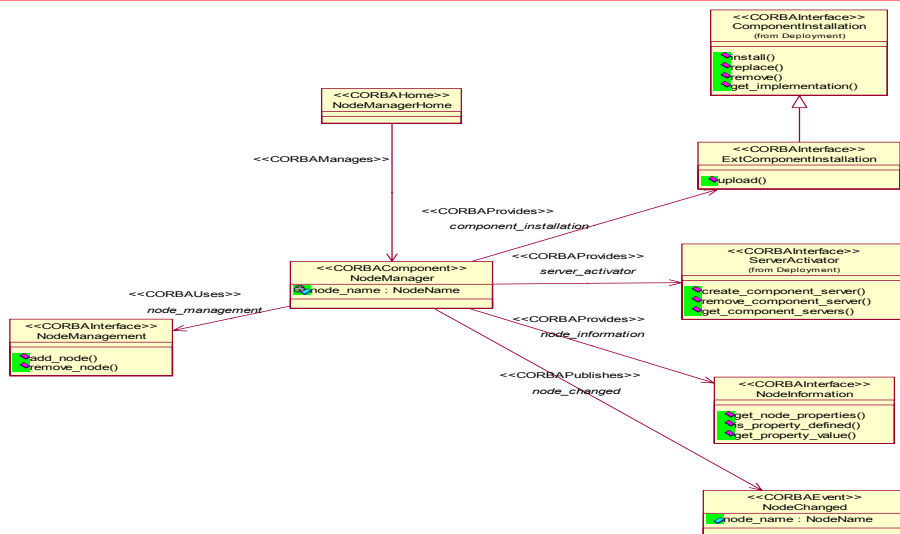 <<CORBAInterface>>
ComponentInstallation
(from Deployment)
install()
replace()
remove()
get_implementation()
<<CORBAHome>>
NodeManagerHome
<<CORBAManages>>
<<CORBAInterface>>
ExtComponentInstallation
upload()
<<CORBAProvides>>
component_installation
<<CORBAInterface>>
ServerActivator
(from Deployment)
create_component_server()
remove_component_server()
get_component_servers()
<<CORBAProvides>>
server_activator
<<CORBAComponent>>
NodeManager
node_name : NodeName
<<CORBAUses>>
node_management
<<CORBAInterface>>
NodeManagement
add_node()
remove_node()
<<CORBAProvides>>
node_information
<<CORBAPublishes>>
node_changed
<<CORBAInterface>>
NodeInformation
get_node_properties()
is_property_defined()
get_property_value()
<<CORBAEvent>>
NodeChanged
node_name : NodeName